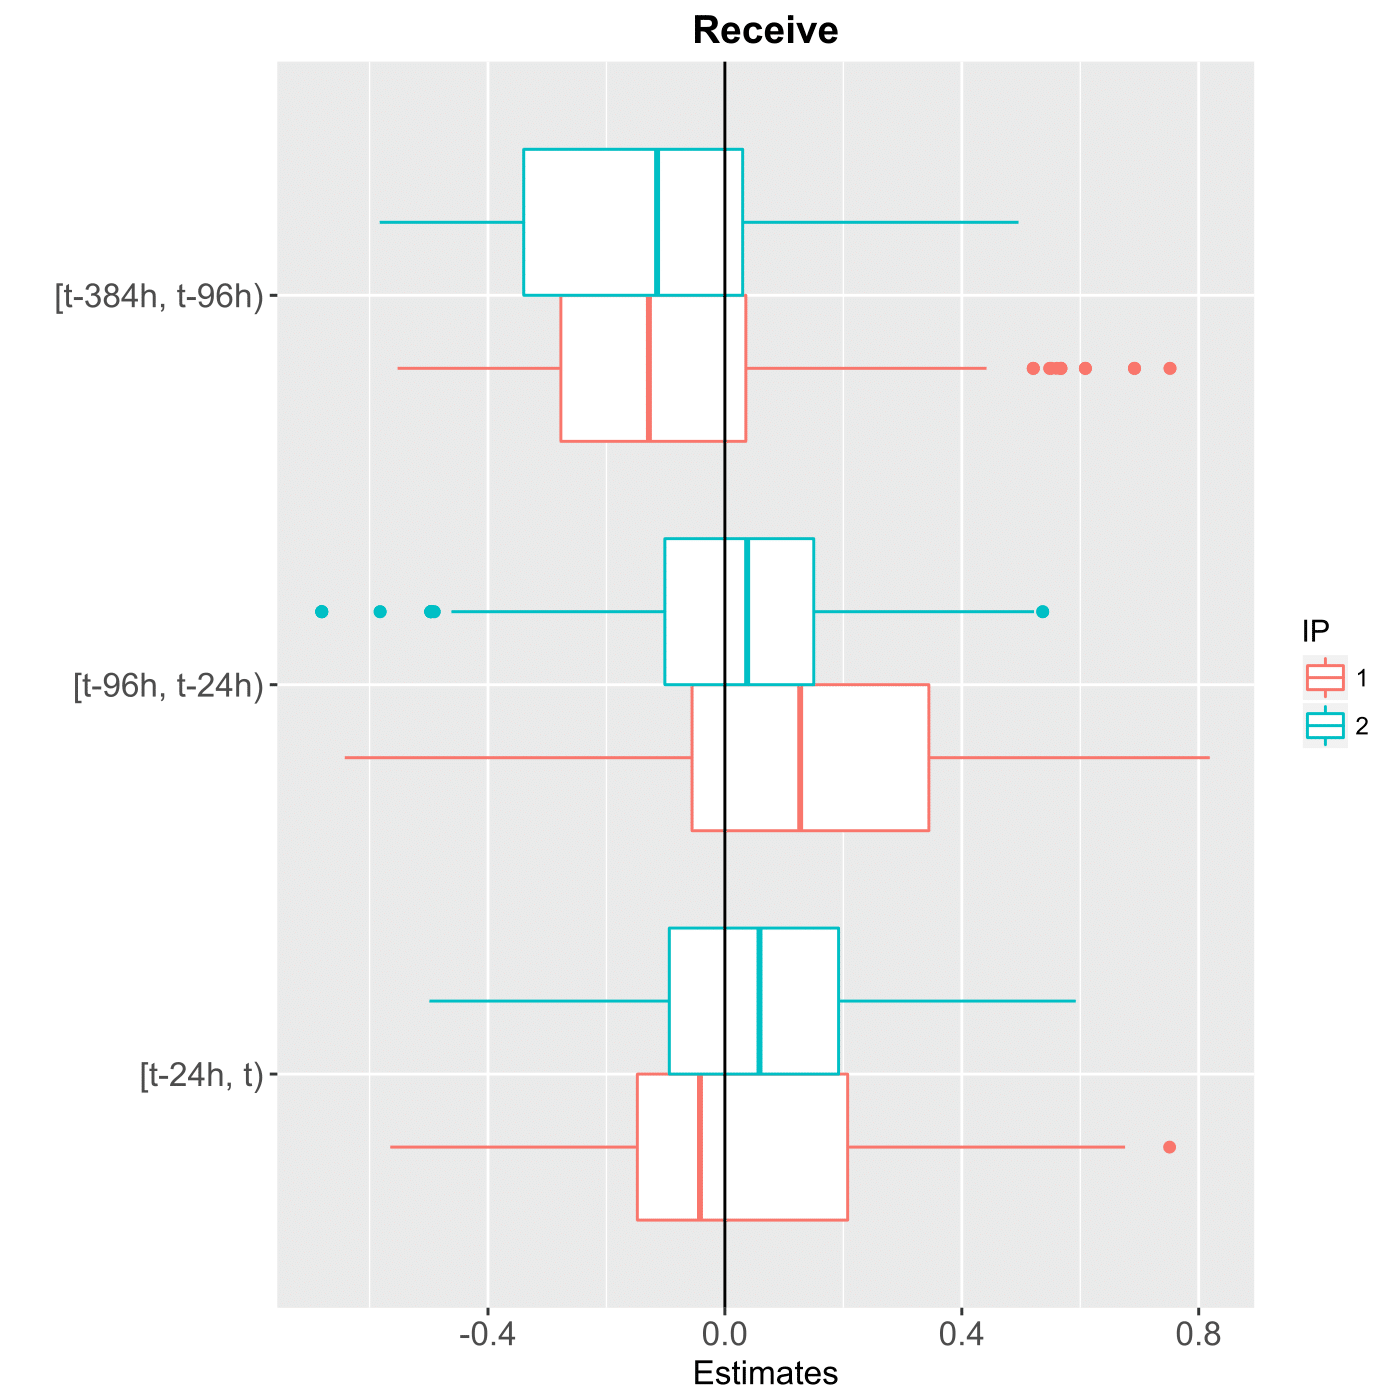 Receive
[t-384h, t-96h)
[t-96h, t-24h)
[t-24h, t)
-0.4 0.0 0.4 0.8
Estimates
IP
1
2